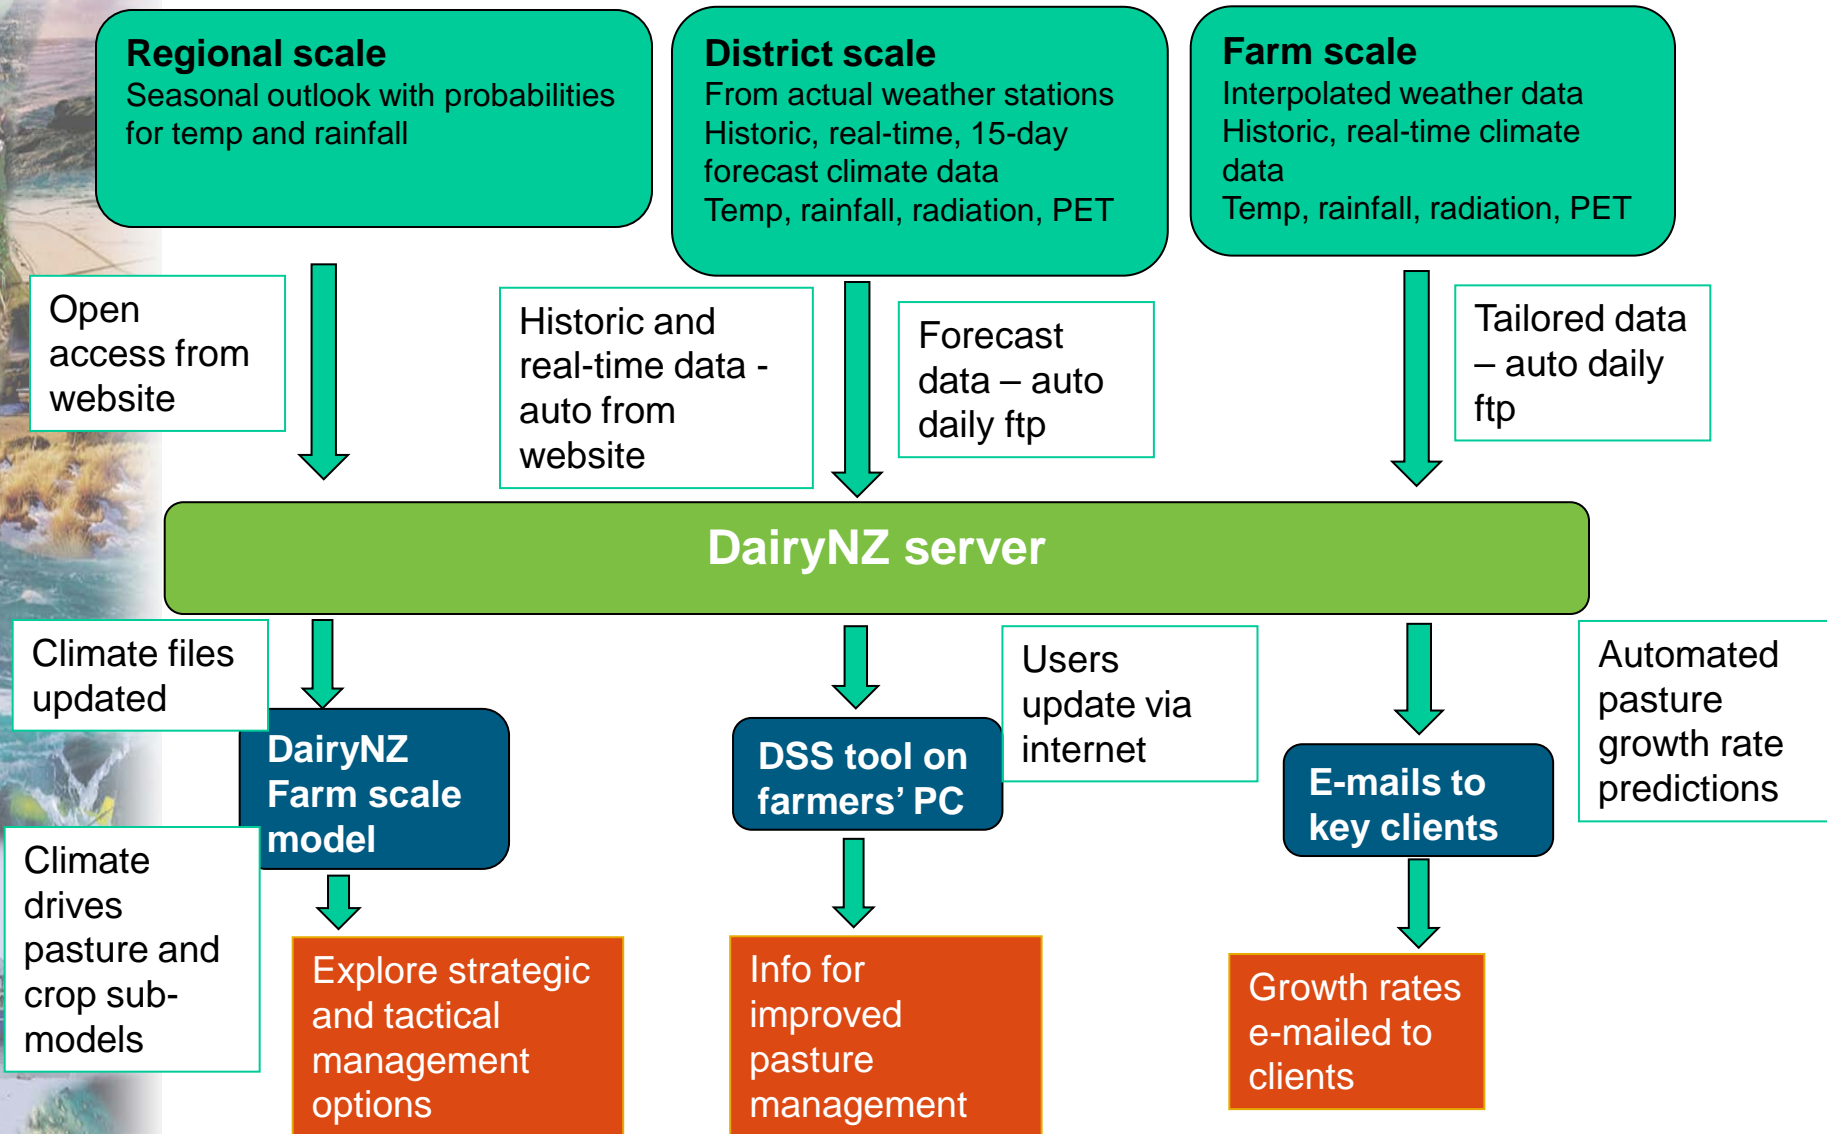 Regional scale
Seasonal outlook with probabilities
for temp and rainfall
District scale
From actual weather stations
Historic, real-time, 15-day
forecast climate data
Temp, rainfall, radiation, PET
Farm scale
Interpolated weather data
Historic, real-time climate
data
Temp, rainfall, radiation, PET
Open
access from
website
Historic and
real-time data -
auto from
website
Forecast
data – auto
daily ftp
Tailored data
– auto daily
ftp
DairyNZ server
Climate files
updated
Users
update via
internet
Automated
pasture
growth rate
predictions
DairyNZ
Farm scale
model
DSS tool on
farmers’ PC
E-mails to
key clients
Climate
drives
pasture and
crop sub-
models
Explore strategic
and tactical
management
options
Info for
improved
pasture
management
Growth rates
e-mailed to
clients